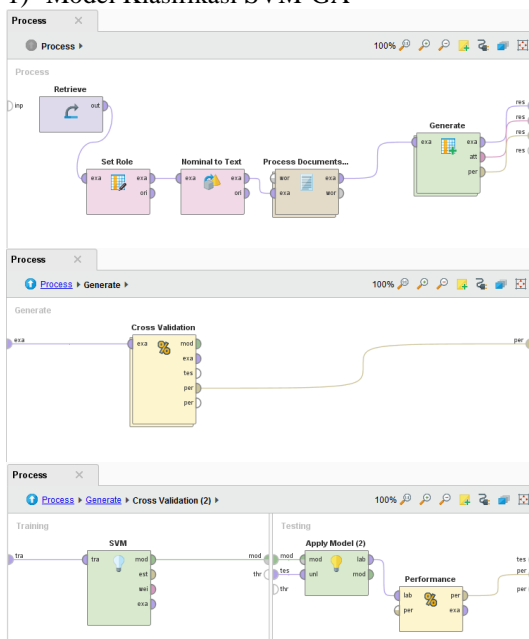 1) Model Klasifikasi SVM-GA
Process
Process
100%
Process
inp
Retrieve
out
res
res
res
res
Set Role
exa
exa
ori
Nominal to Text
exa
exa
ori
Process Documents...
wor
exa
exa
wor
Generate
exa
exa
att
per
Process
Process Generate
100%
Generate
exa
Cross Validation
exa
mod
exa
tes
per
per
per
Process
Process Generate Cross Validation (2)
100%
Training
tra
SVM
tra
mod
est
wei
exa
mod
thr
Testing
mod
tes
thr
Apply Model (2)
mod
lab
unl
mod
Performance
lab
per
per
exa
tes
per
per